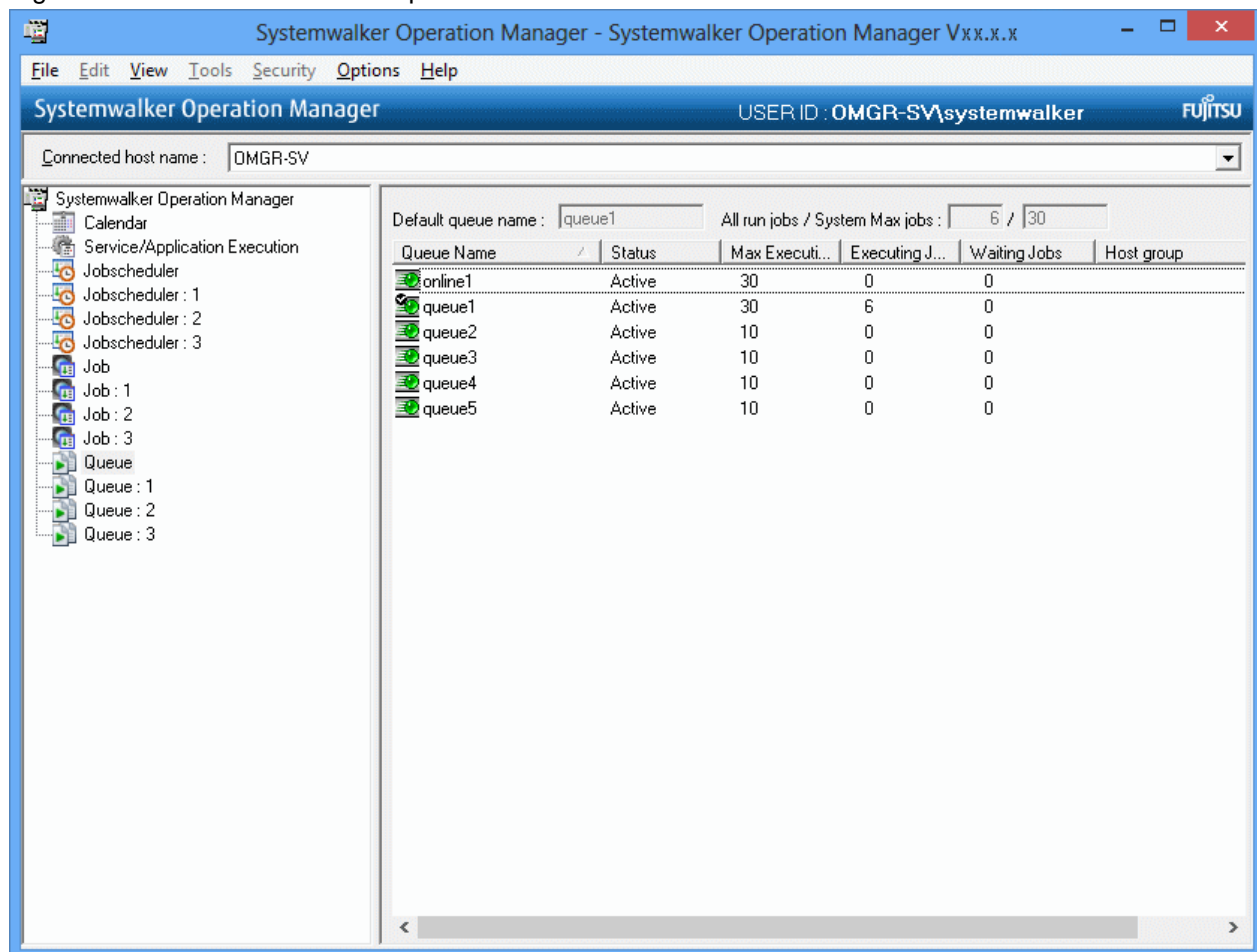 Systemwalker Operation Manager - Systemwalker Operation Manager Vxx.x.x
File Edit View Tools Security Options Help
Systemwalker Operation Manager USER ID : OMGR-SV\systemwalker FUJITSU
Connected host name : OMGR-SV
Systemwalker Operation Manager
Calendar
Service/Application Execution
Jobscheduler
Jobscheduler : 1
Jobscheduler : 2
Jobscheduler : 3
Job
Job : 1
Job : 2
Job : 3
Queue
Queue : 1
Queue : 2
Queue : 3
Default queue name : queue1 All run jobs / System Max jobs : 6 / 30
Queue Name Status Max Executi... Executing J... Waiting Jobs Host group
online1 Active 30 0 0
queue1 Active 30 6 0
queue2 Active 10 0 0
queue3 Active 10 0 0
queue4 Active 10 0 0
queue5 Active 10 0 0